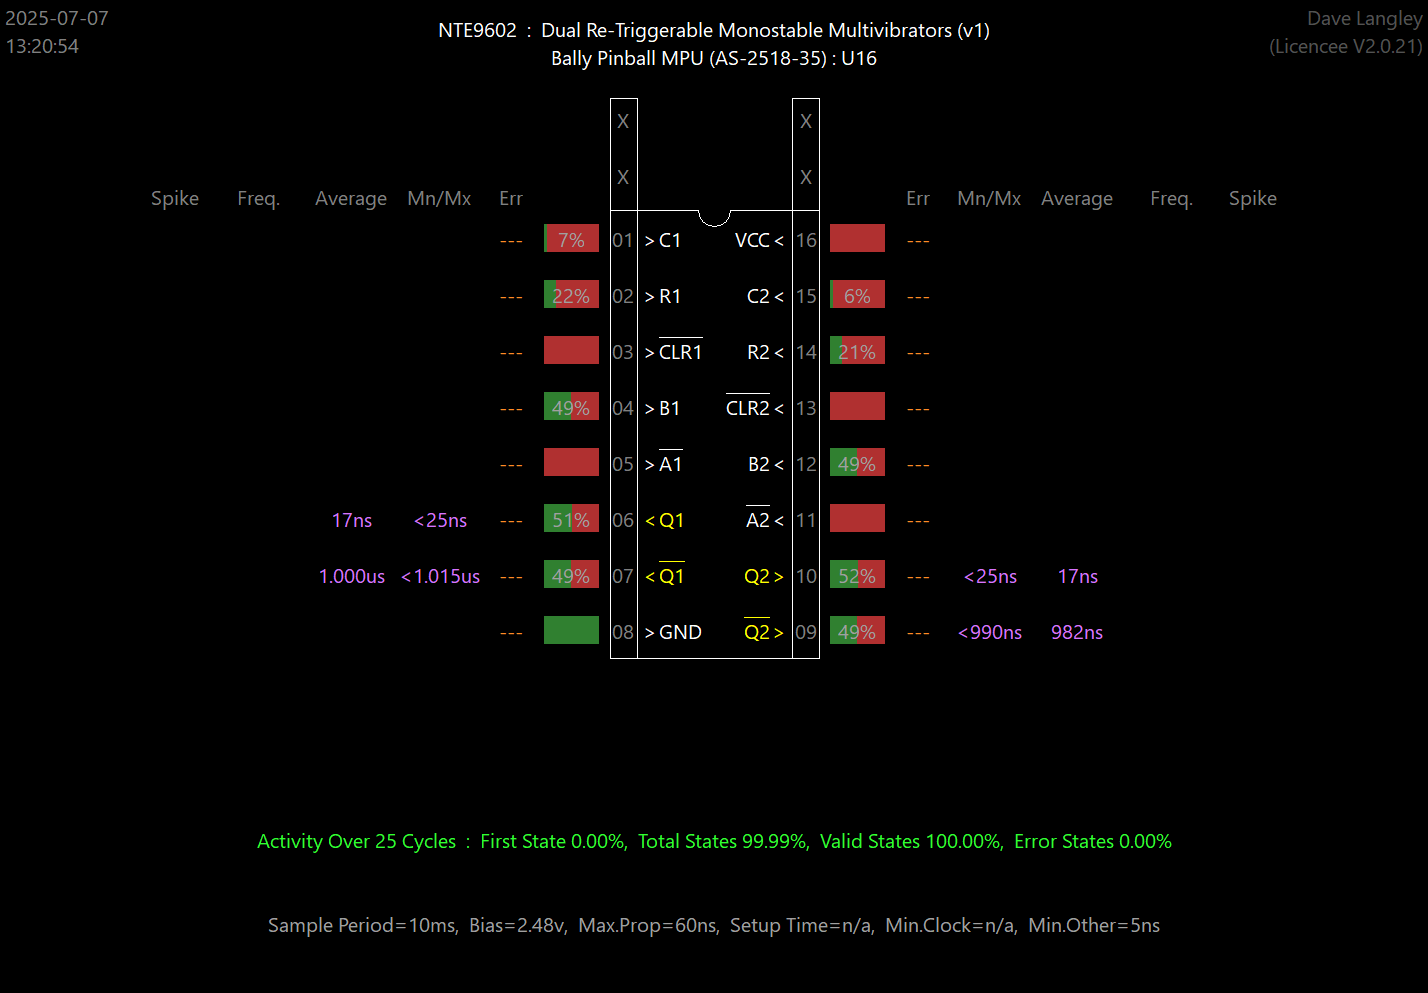 2025-07-07
13:20:54
NTE9602 : Dual Re-Triggerable Monostable Multivibrators (v1)
Bally Pinball MPU (AS-2518-35) : U16
Dave Langley
(Licencee V2.0.21)
X X
X X
Spike Freq. Average Mn/Mx Err Err Mn/Mx Average Freq. Spike
--- 7% 01 >C1 VCC< 16 ---
--- 22% 02 >R1 C2< 15 6% ---
--- 03 >CLR1 R2< 14 21% ---
--- 49% 04 >B1 CLR2< 13 ---
--- 05 >A1 B2< 12 49% ---
17ns <25ns --- 51% 06 <Q1 A2< 11 ---
1.000us <1.015us --- 49% 07 <Q1 Q2> 10 52% --- <25ns 17ns
--- 08 >GND Q2> 09 49% --- <990ns 982ns
Activity Over 25 Cycles : First State 0.00%, Total States 99.99%, Valid States 100.00%, Error States 0.00%
Sample Period=10ms, Bias=2.48v, Max.Prop=60ns, Setup Time=n/a, Min.Clock=n/a, Min.Other=5ns